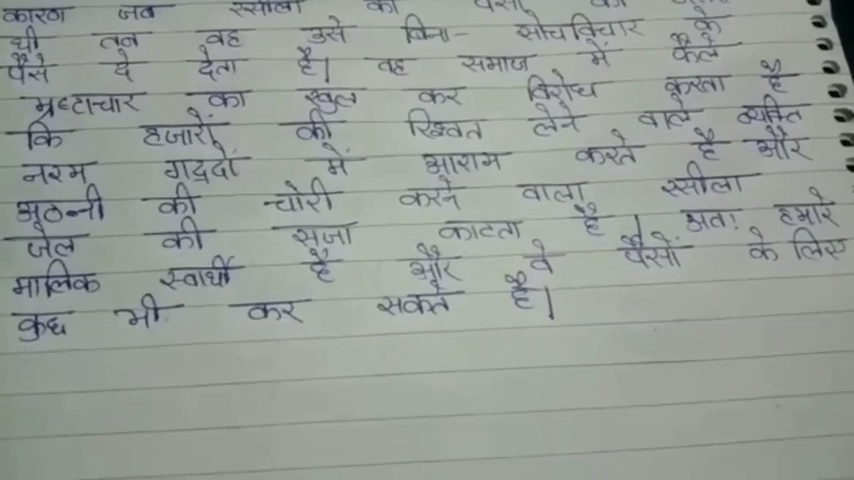 कारण जब रसीला को पैसों की
थी तब वह उसे बिना- सोचविचार के
पैसे दे देता है। वह समाज में फैले
भ्रष्टाचार का खुल कर विरोध करता है
कि हजारों की रिश्वत लेने वाले व्यक्ति
नरम गद्दों में आराम करते है और
अठन्नी की चोरी करने वाला रसीला
जेल की सजा काटता है। अतः हमारे
मालिक स्वार्थी है और वे पैसों के लिए
कुछ भी कर सकते है।